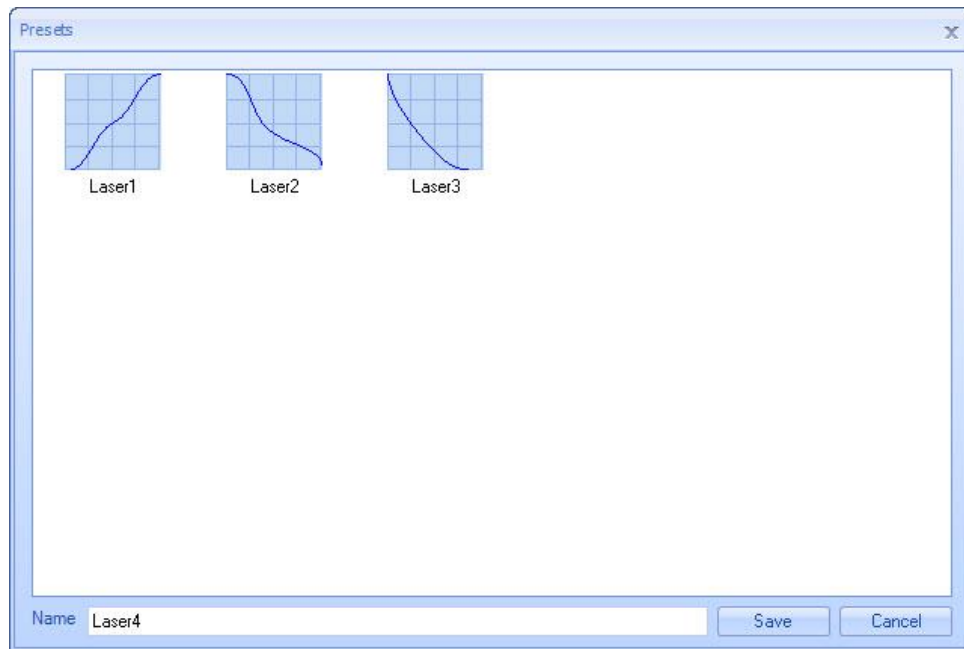 Presets
Laser1
Laser2
Laser3
Name
Laser4
Save
Cancel